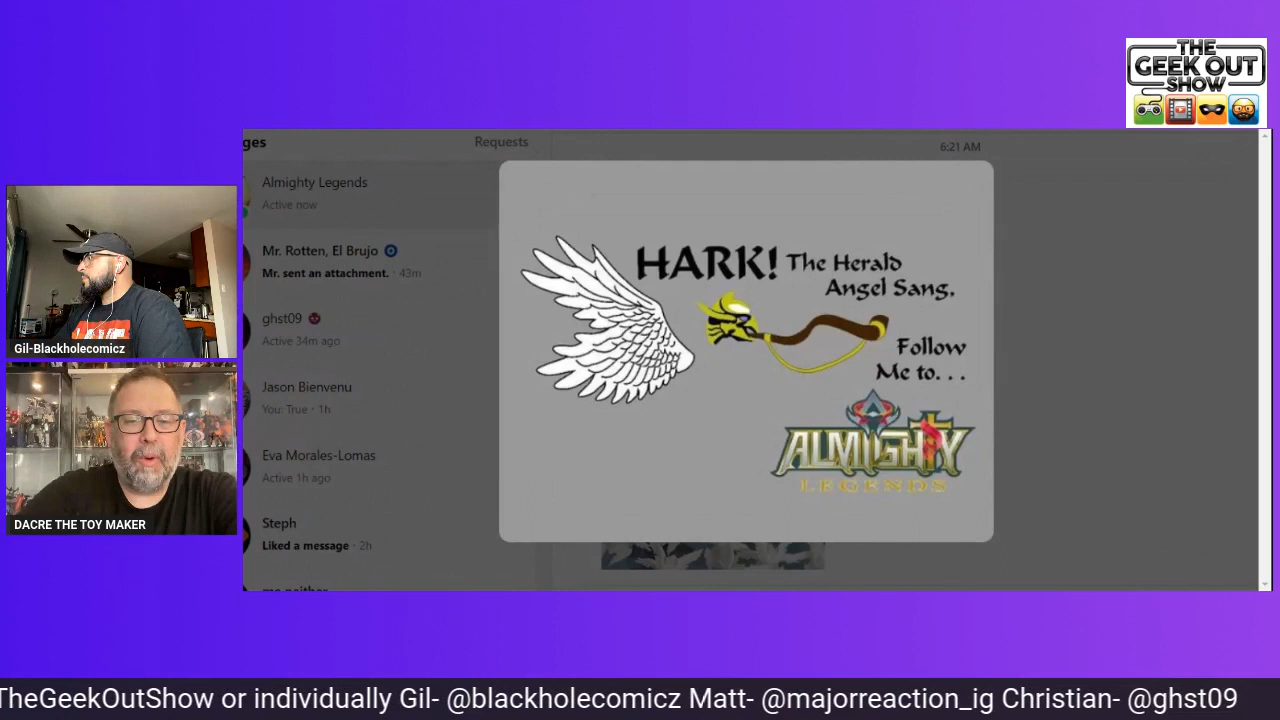 THE
GEEK OUT
SHOW
ges
Requests
6:21 AM
Almighty Legends
Active now
Mr. Rotten, El Brujo
Mr. sent an attachment. · 43m
ghst09
Active 34m ago
Jason Bienvenu
You: True · 1h
Eva Morales-Lomas
Active 1h ago
Steph
Liked a message · 2h
me neither
HARK! The Herald
Angel Sang,
Follow
Me to. . .
ALMIGHTY
LEGENDS
Gil-Blackholecomicz
DACRE THE TOY MAKER
TheGeekOutShow or individually Gil- @blackholecomicz Matt- @majorreaction_ig Christian- @ghst09